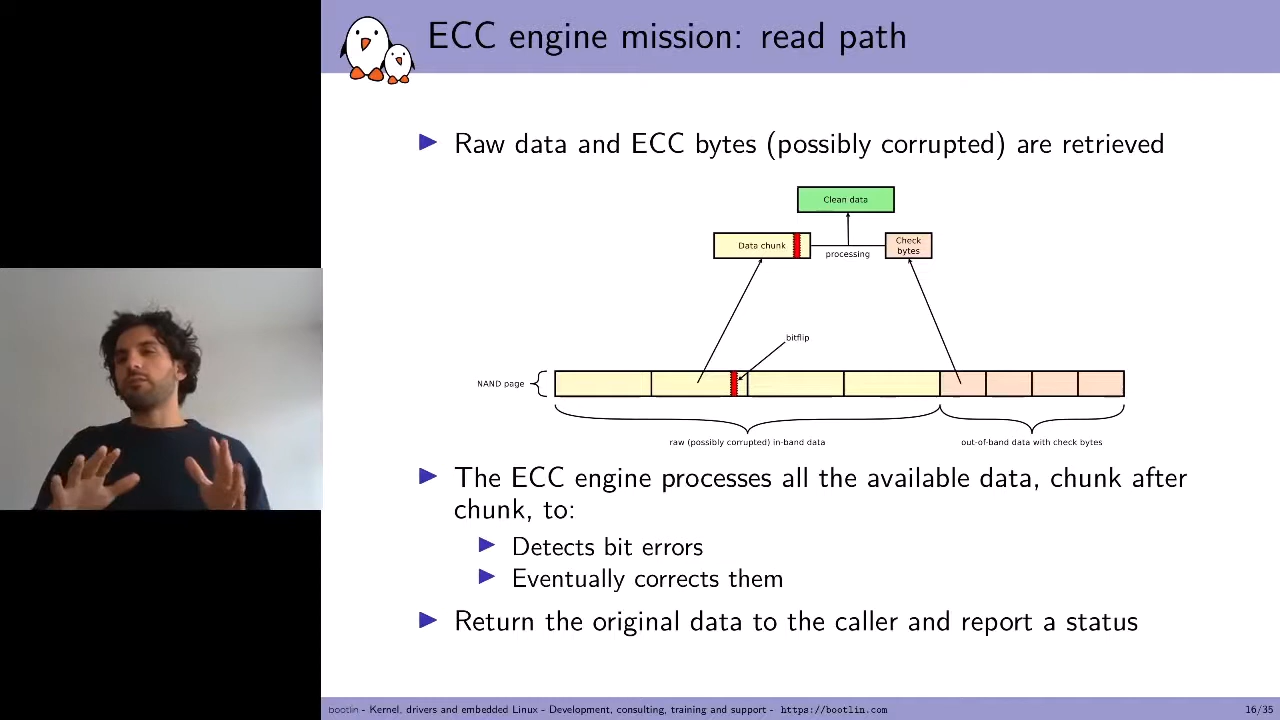 ECC engine mission: read path
Raw data and ECC bytes (possibly corrupted) are retrieved
Clean data
Data chunk
Check
bytes
processing
bitflip
NAND page
raw (possibly corrupted) in-band data
out-of-band data with check bytes
The ECC engine processes all the available data, chunk after
chunk, to:
Detects bit errors
Eventually corrects them
Return the original data to the caller and report a status
bootlin - Kernel, drivers and embedded Linux - Development, consulting, training and support - https://bootlin.com
16/35